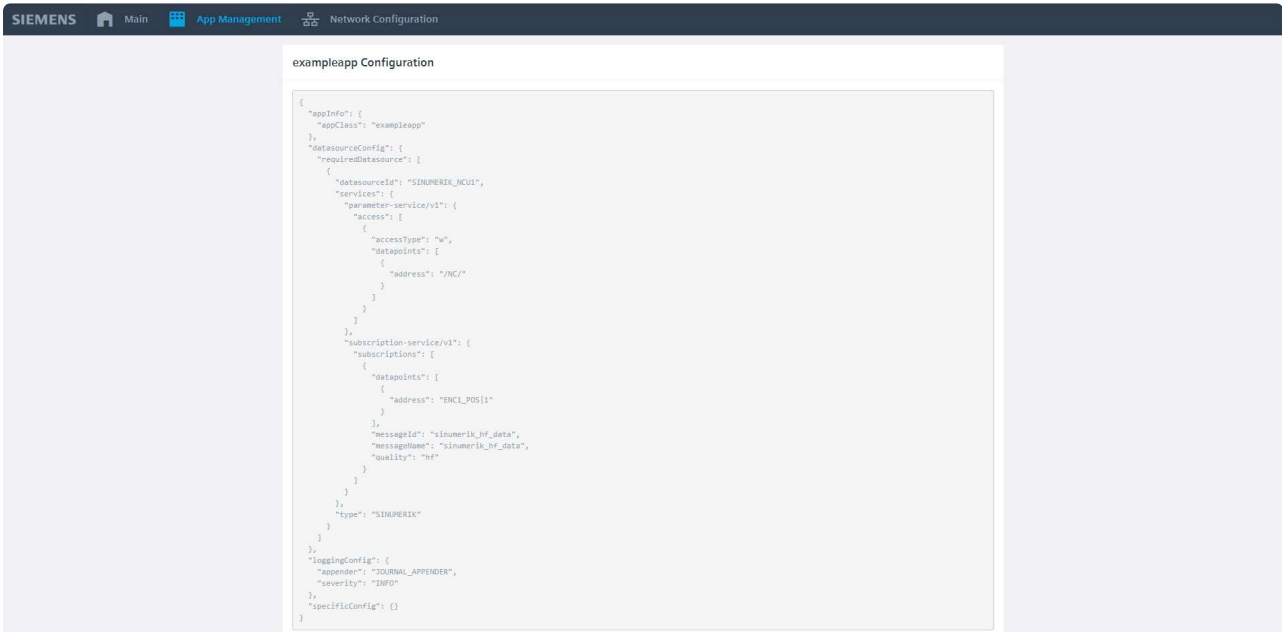 SIEMENS Main App Management Network Configuration
exampleapp Configuration
{
  "appInfo": {
    "appClass": "exampleapp"
  },
  "datasourceConfig": {
    "requiredDatasource": [
      {
        "datasourceId": "SINUMERIK_NCU1",
        "services": {
          "parameter-service/v1": {
            "access": [
              {
                "accessType": "w",
                "datapoints": [
                  {
                    "address": "/NC/"
                  }
                ]
              }
            ]
          },
          "subscription-service/v1": {
            "subscriptions": [
              {
                "datapoints": [
                  {
                    "address": "ENC1_POS|1"
                  }
                ],
                "messageId": "sinumerik_hf_data",
                "messageName": "sinumerik_hf_data",
                "quality": "hf"
              }
            ]
          }
        },
        "type": "SINUMERIK"
      }
    ]
  },
  "loggingConfig": {
    "appender": "JOURNAL_APPENDER",
    "severity": "INFO"
  },
  "specificConfig": {}
}